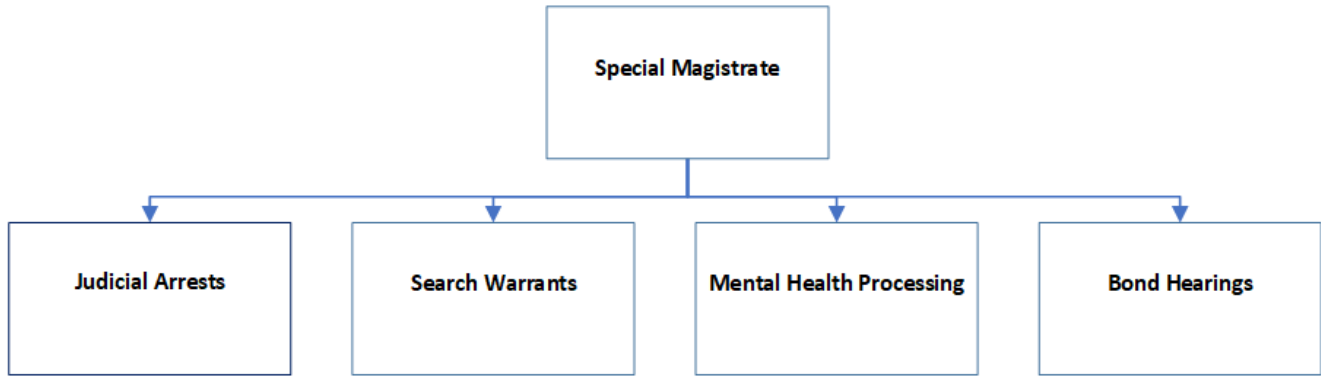 Special Magistrate
Judicial Arrests
Search Warrants
Mental Health Processing
Bond Hearings